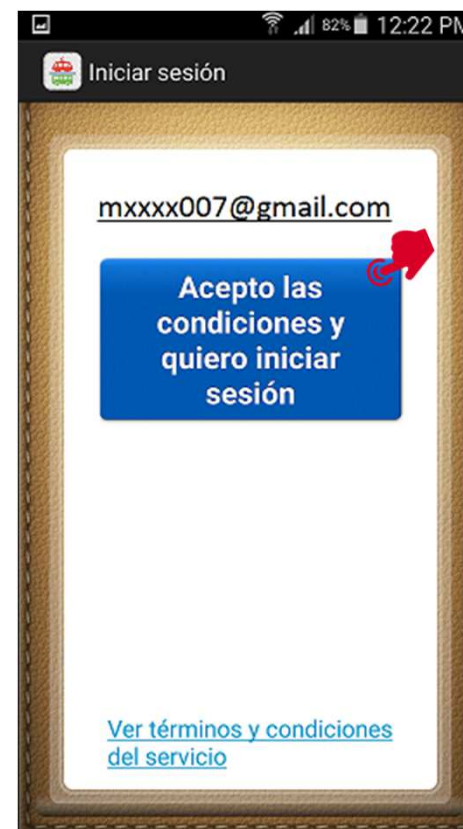 82% 12:22 PM
Iniciar sesión
mxxxx007@gmail.com
Acepto las
condiciones y
quiero iniciar
sesión
Ver términos y condiciones
del servicio